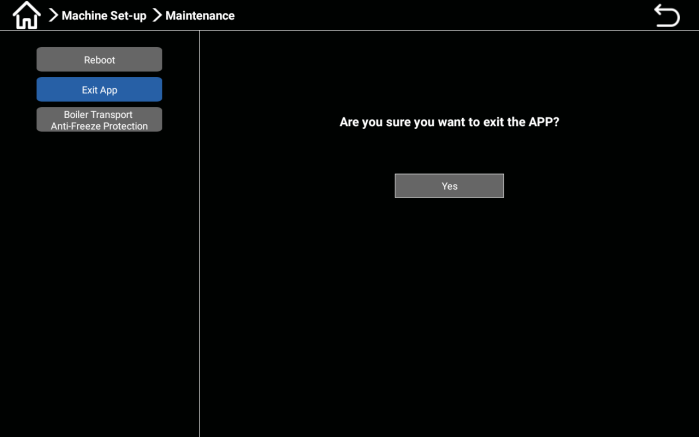 Machine Set-up Maintenance
Reboot
Exit App
Boiler Transport
Anti-Freeze Protection
Are you sure you want to exit the APP?
Yes